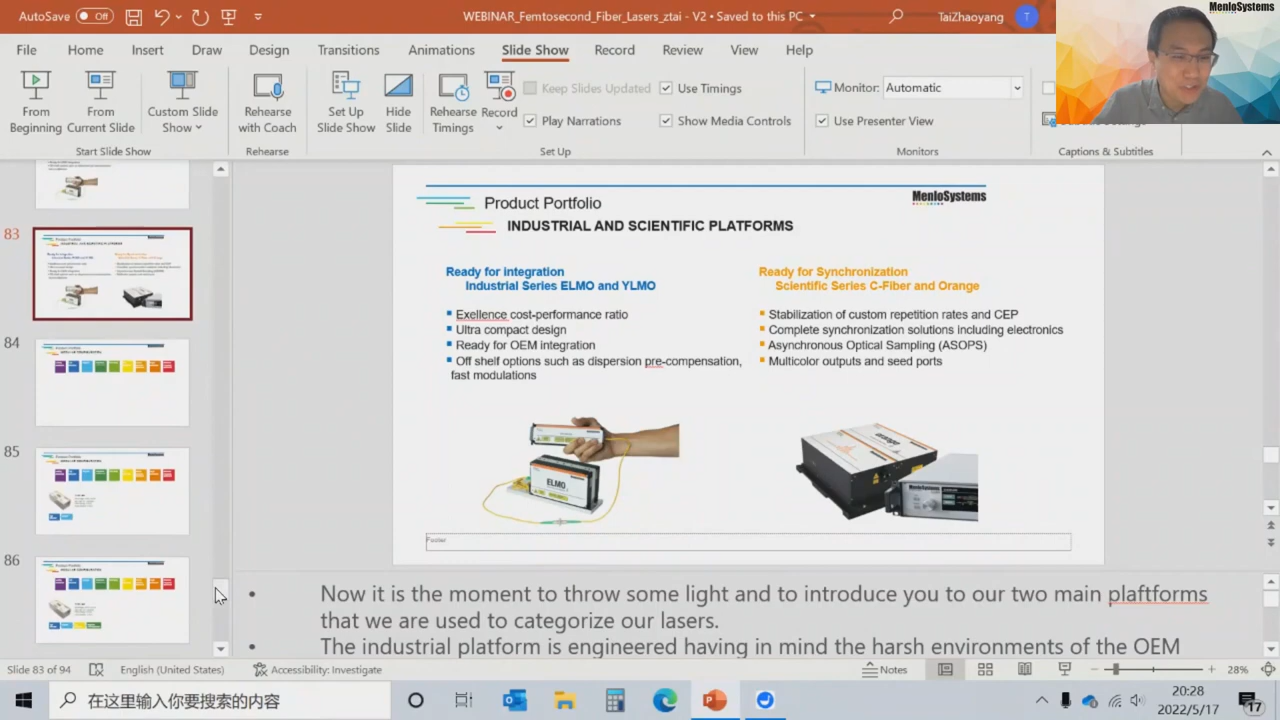 AutoSave Off WEBINAR_Femtosecond_Fiber_Lasers_ztai - V2 • Saved to this PC TaiZhaoyang T
MenloSystems
File Home Insert Draw Design Transitions Animations Slide Show Record Review View Help
From Beginning
From Current Slide
Custom Slide Show
Rehearse with Coach
Set Up Slide Show
Hide Slide
Rehearse Timings
Record
Keep Slides Updated
Use Timings
Play Narrations
Show Media Controls
Monitor: Automatic
Use Presenter View
Start Slide Show Rehearse Set Up Monitors Captions & Subtitles
83
84
85
86
Product Portfolio
MenloSystems
INDUSTRIAL AND SCIENTIFIC PLATFORMS
Ready for integration
Industrial Series ELMO and YLMO
Exellence cost-performance ratio
Ultra compact design
Ready for OEM integration
Off shelf options such as dispersion pre-compensation,
fast modulations
Ready for Synchronization
Scientific Series C-Fiber and Orange
Stabilization of custom repetition rates and CEP
Complete synchronization solutions including electronics
Asynchronous Optical Sampling (ASOPS)
Multicolor outputs and seed ports
ELMO
orange
MenloSystems
Footer
• Now it is the moment to throw some light and to introduce you to our two main plaftforms
that we are used to categorize our lasers.
• The industrial platform is engineered having in mind the harsh environments of the OEM
Slide 83 of 94 English (United States) Accessibility: Investigate Notes 28%
在这里输入你要搜索的内容
20:28
2022/5/17
17